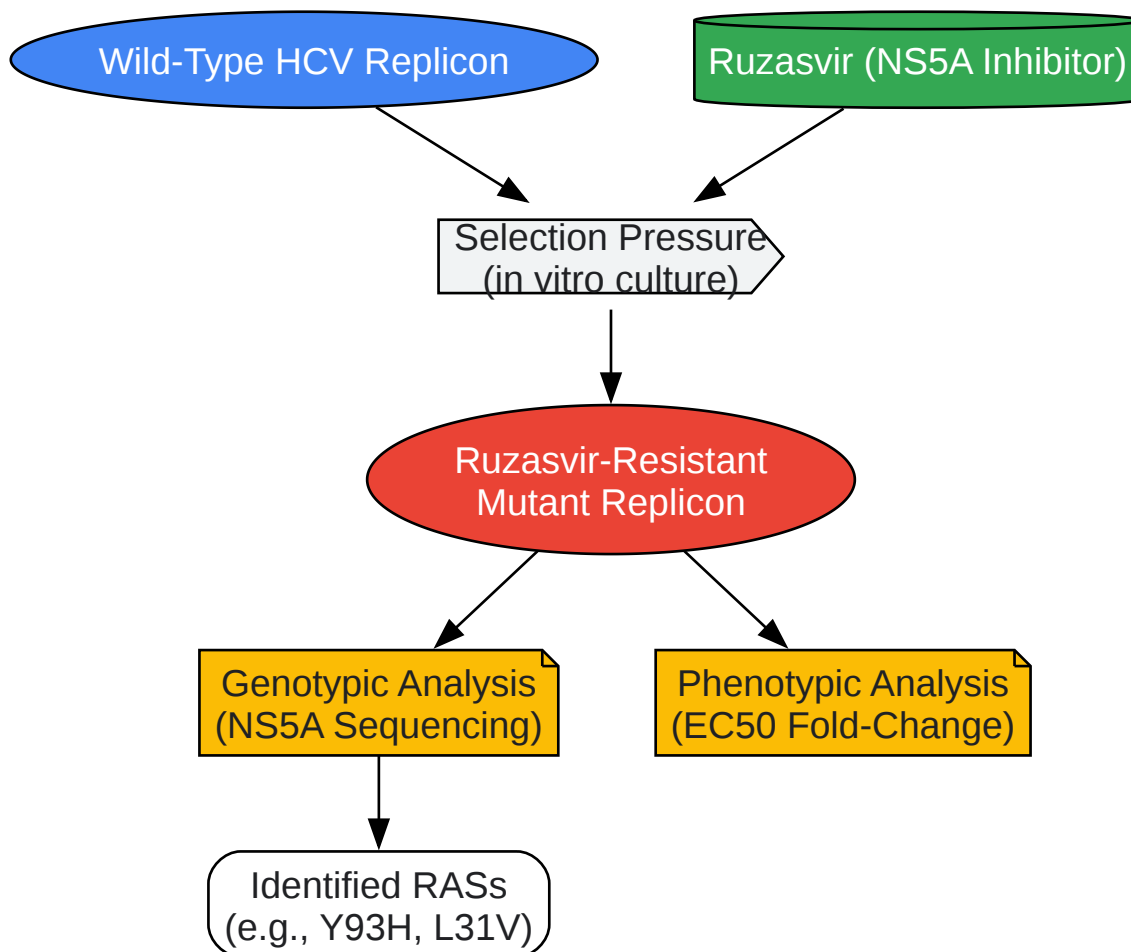 Wild-Type HCV Replicon
Ruzasvir (NS5A Inhibitor)
Selection Pressure
(in vitro culture)
Ruzasvir-Resistant
Mutant Replicon
Genotypic Analysis
(NS5A Sequencing)
Phenotypic Analysis
(EC50 Fold-Change)
Identified RASs
(e.g., Y93H, L31V)